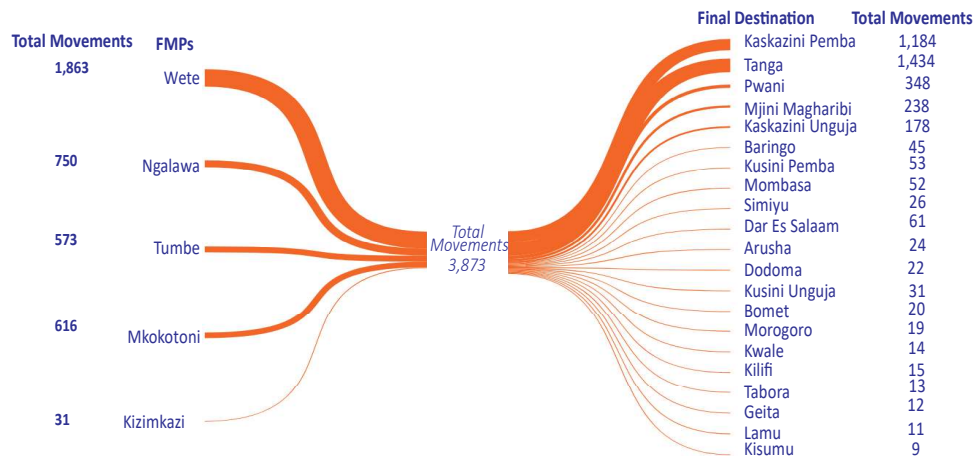 Total Movements FMPs
1,863 Wete
750 Ngalawa
573 Tumbe
616 Mkokotoni
31 Kizimkazi
Total
Movements
3,873
Final Destination Total Movements
Kaskazini Pemba 1,184
Tanga 1,434
Pwani 348
Mjini Magharibi 238
Kaskazini Unguja 178
Baringo 45
Kusini Pemba 53
Mombasa 52
Simiyu 26
Dar Es Salaam 61
Arusha 24
Dodoma 22
Kusini Unguja 31
Bomet 20
Morogoro 19
Kwale 14
Kilifi 15
Tabora 13
Geita 12
Lamu 11
Kisumu 9